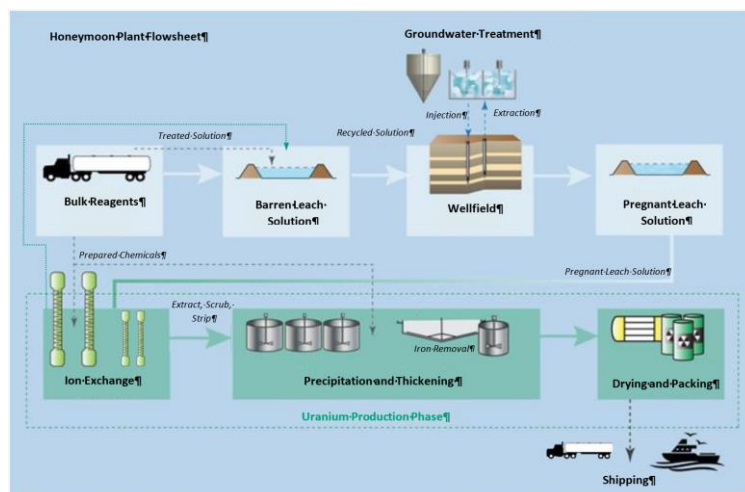 Honeymoon·Plant·Flowsheet¶
Groundwater·Treatment¶
Injection¶
Extraction¶
Treated·Solution¶
Recycled·Solution¶
Bulk·Reagents¶
Barren·Leach·
Solution¶
Wellfield¶
Pregnant·Leach·
Solution¶
Prepared·Chemicals¶
Pregnant·Leach·Solution¶
Extract,·Scrub,·
Strip¶
Iron·Removal¶
Ion·Exchange¶
Precipitation·and·Thickening¶
Drying·and·Packing¶
Uranium·Production·Phase¶
Shipping¶